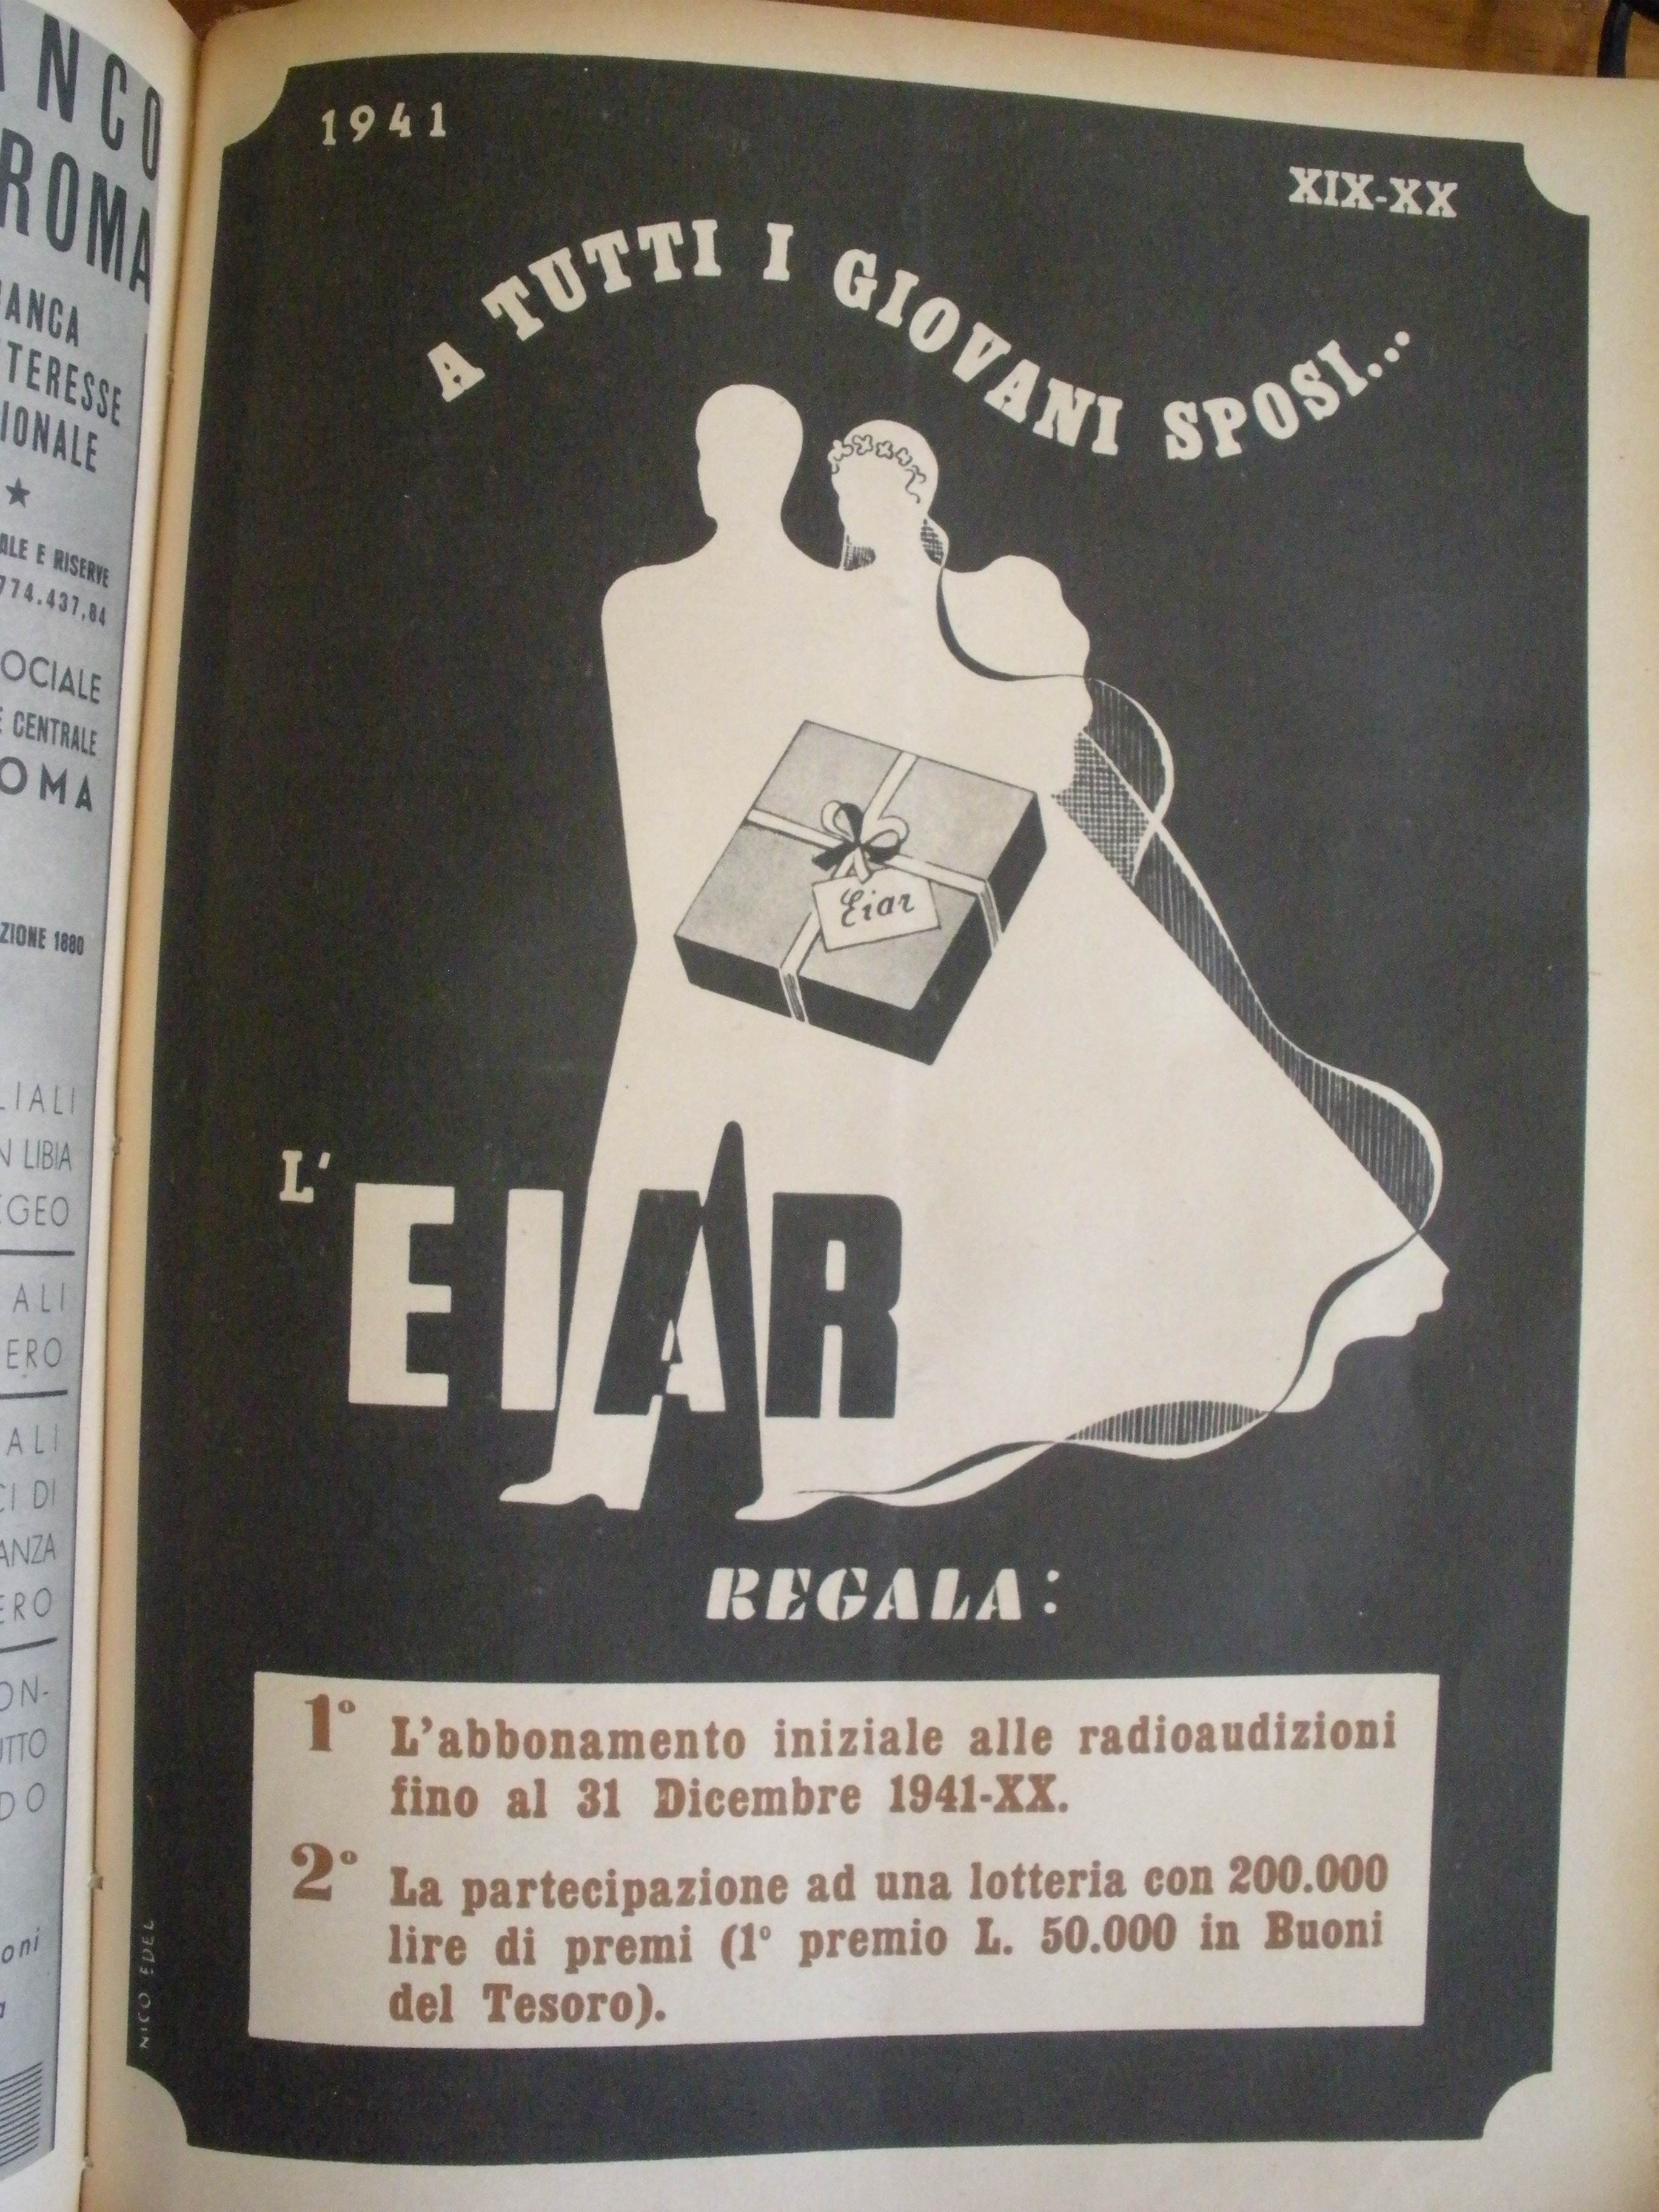 ANCO
ROMA
TERESSE
IONALE
ALE E RISERVE
774.437,84
OCIALE
E CENTRALE
OMA
ZIONE 1880
LIALI
N LIBIA
EGEO
ALI
ERO
ALI
CI DI
ANZA
ERO
ON-
UTTO
DO
oni
1941
XIX-XX
A TUTTI I GIOVANI SPOSI...
Eiar
L'
EIAR
REGALA:
1° L'abbonamento iniziale alle radioaudizioni
fino al 31 Dicembre 1941-XX.
2° La partecipazione ad una lotteria con 200.000
lire di premi (1° premio L. 50.000 in Buoni
del Tesoro).
NICO EDEL